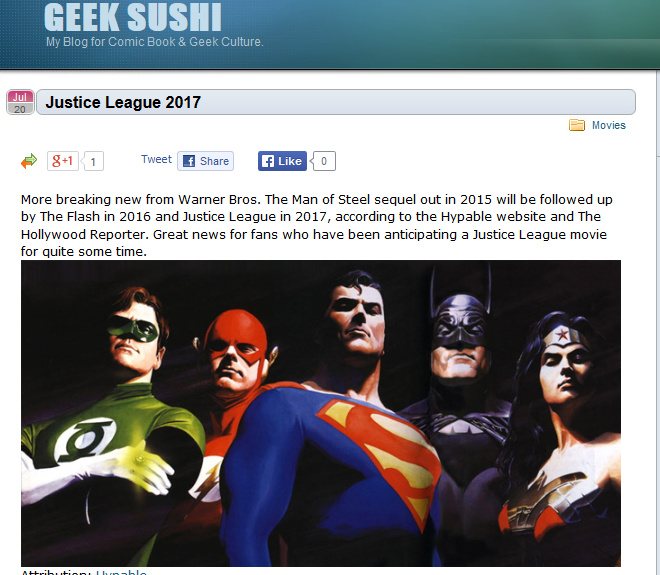 GEEK SUSHI
My Blog for Comic Book & Geek Culture.
Jul
20
Justice League 2017
Movies
g+1
1
Tweet
Share
Like
0
More breaking new from Warner Bros. The Man of Steel sequel out in 2015 will be followed up
by The Flash in 2016 and Justice League in 2017, according to the Hypable website and The
Hollywood Reporter. Great news for fans who have been anticipating a Justice League movie
for quite some time.
S
Attribution: Hypable